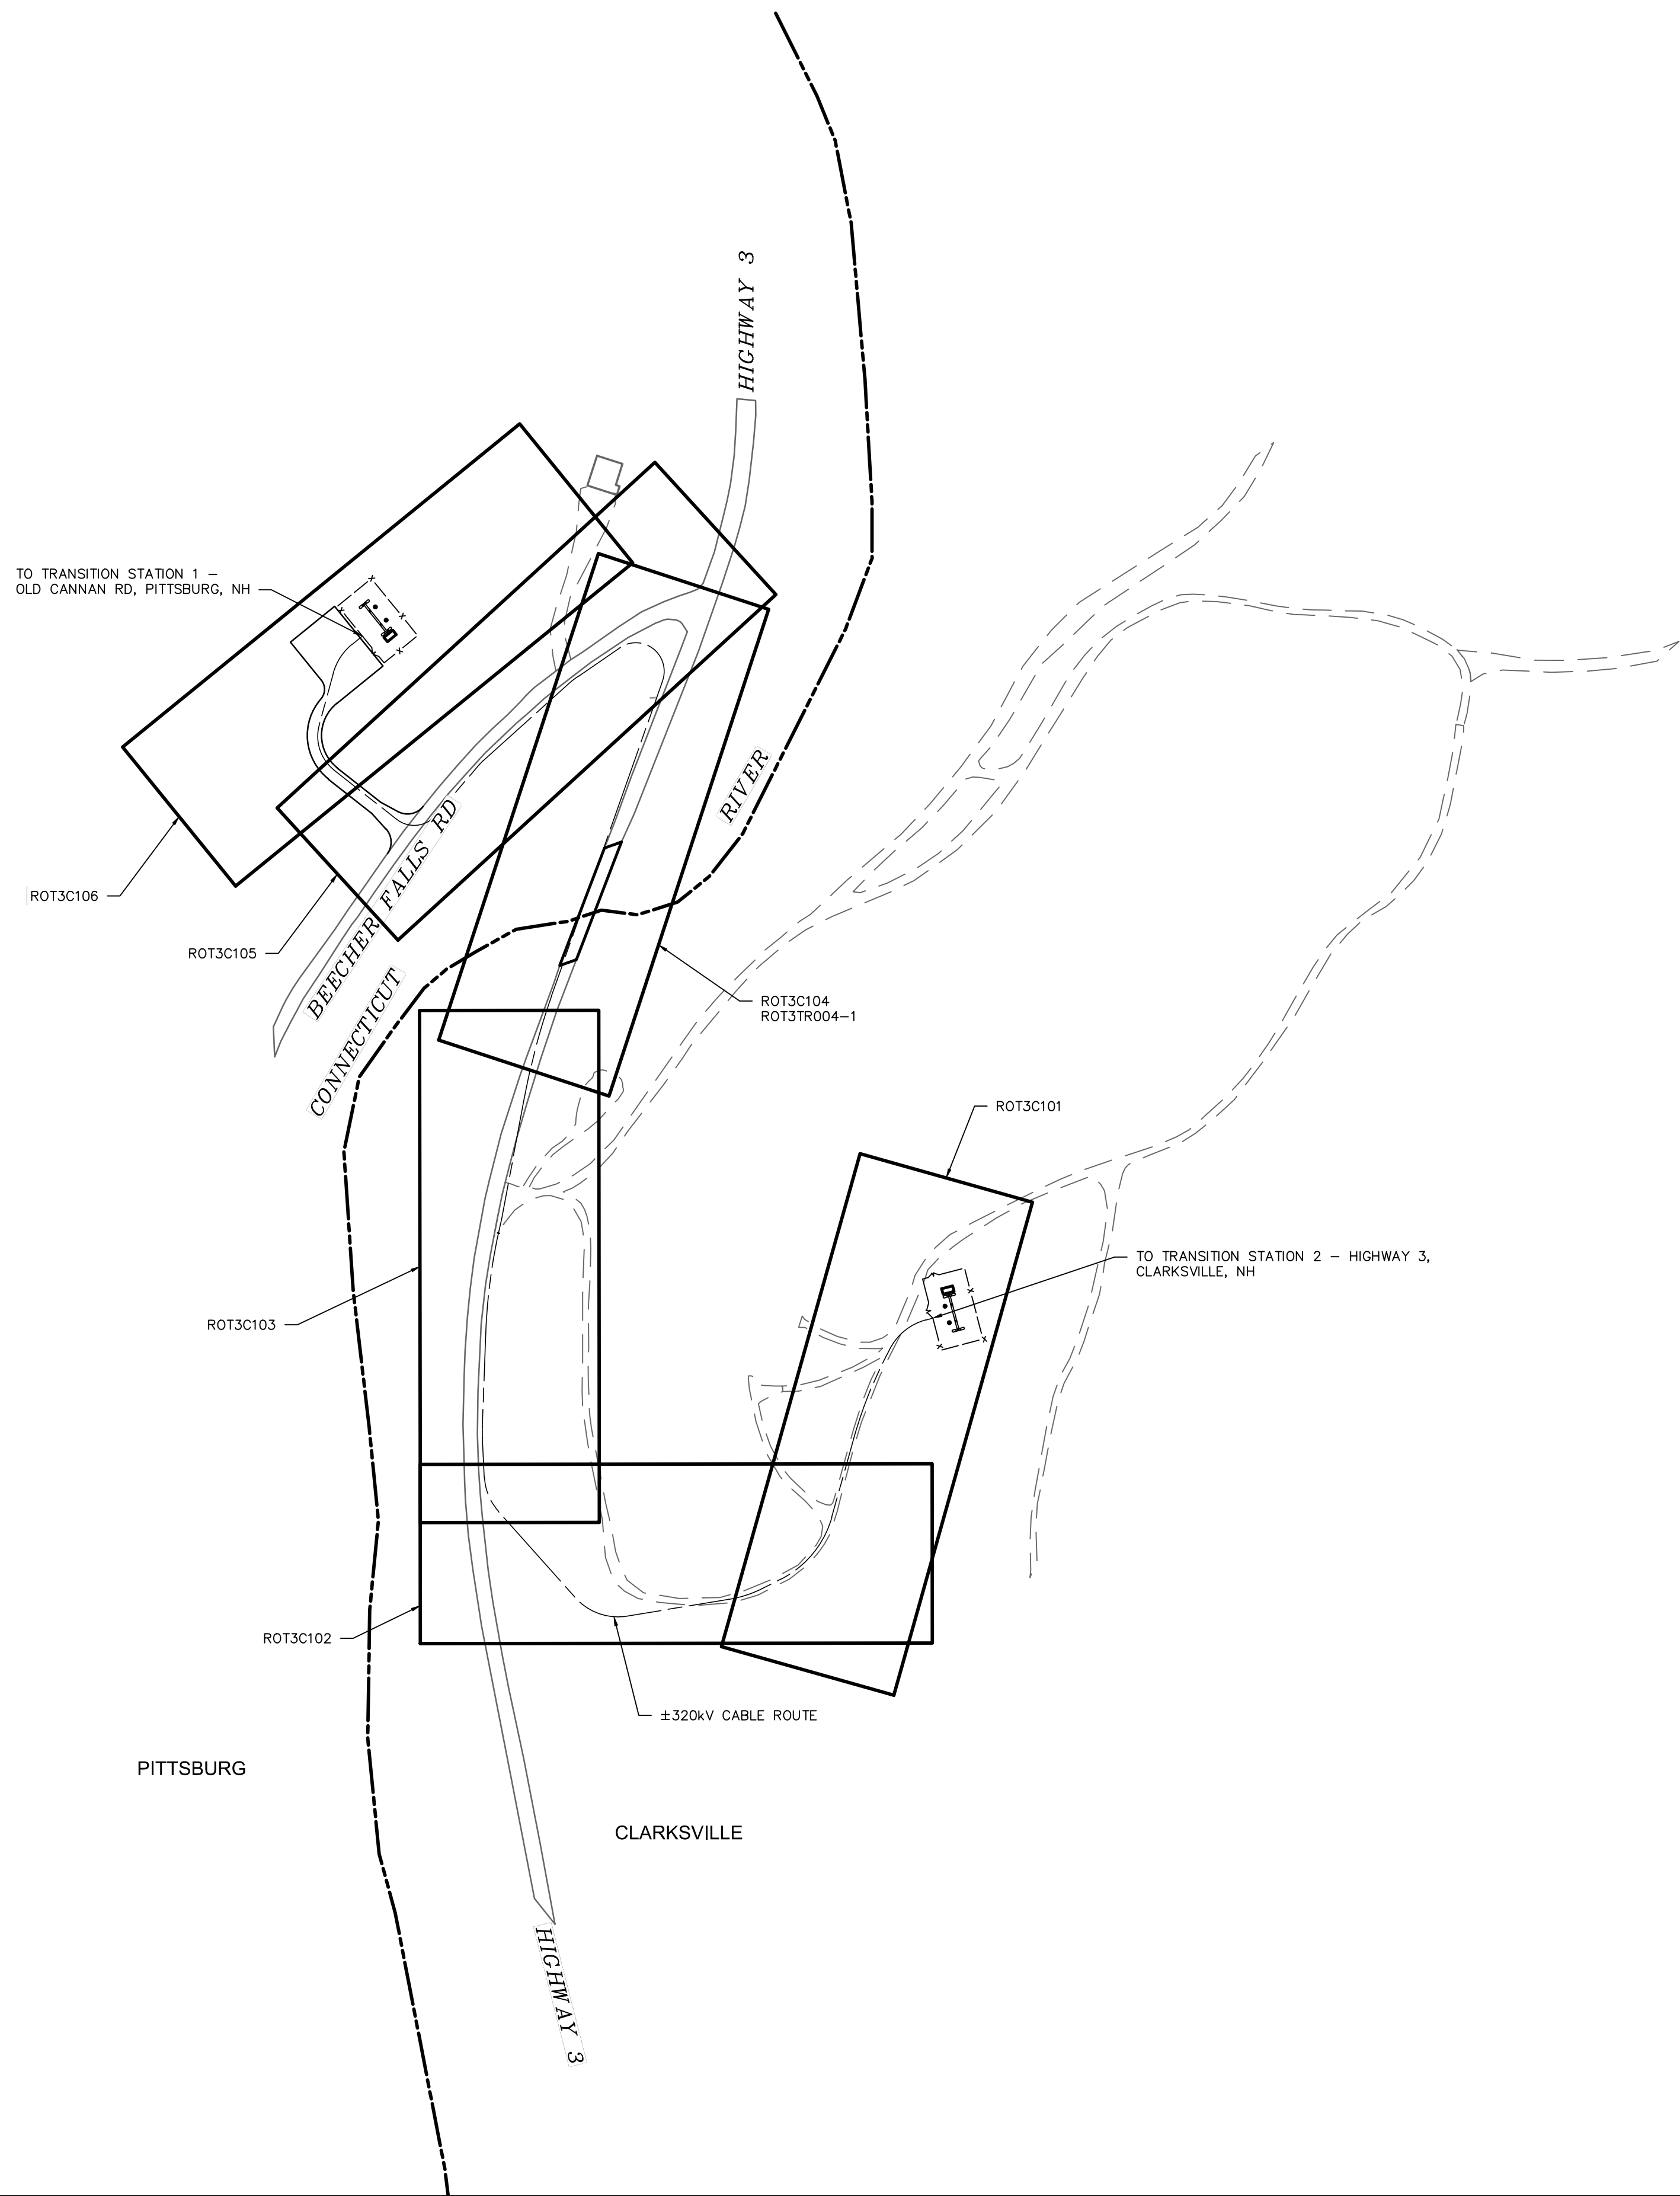 HIGHWAY 3
TO TRANSITION STATION 1 –
OLD CANNAN RD, PITTSBURG, NH
RIVER
ROT3C106
BEECHER FALLS RD
ROT3C105
CONNECTICUT
ROT3C104
ROT3TR004-1
ROT3C101
TO TRANSITION STATION 2 – HIGHWAY 3,
CLARKSVILLE, NH
ROT3C103
ROT3C102
±320kV CABLE ROUTE
PITTSBURG
CLARKSVILLE
HIGHWAY 3